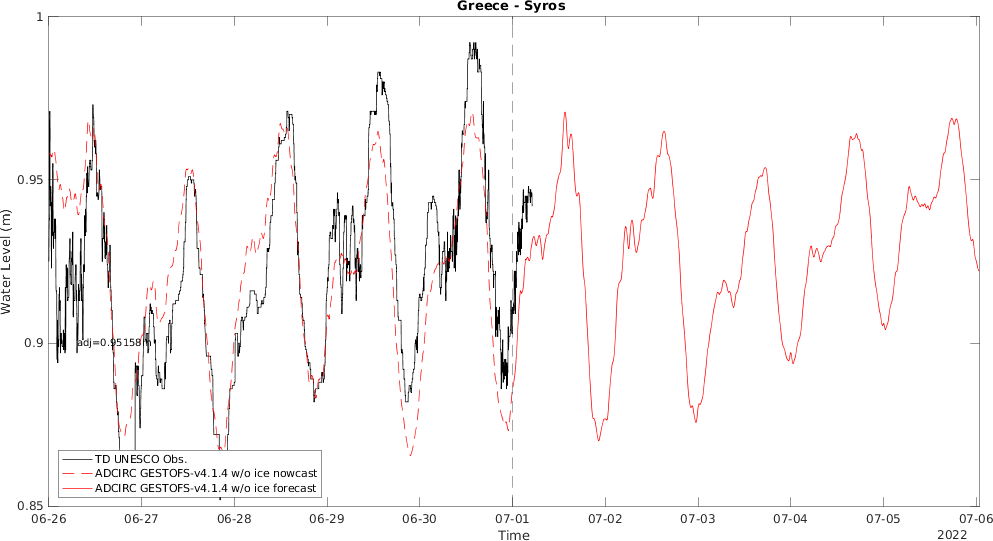 Greece - Syros
Water Level (m)
1
0.95
0.9
0.85
adj=0.95158 m
TD UNESCO Obs.
ADCIRC GESTOFS-v4.1.4 w/o ice nowcast
ADCIRC GESTOFS-v4.1.4 w/o ice forecast
06-26 06-27 06-28 06-29 06-30 07-01 07-02 07-03 07-04 07-05 07-06
Time
2022